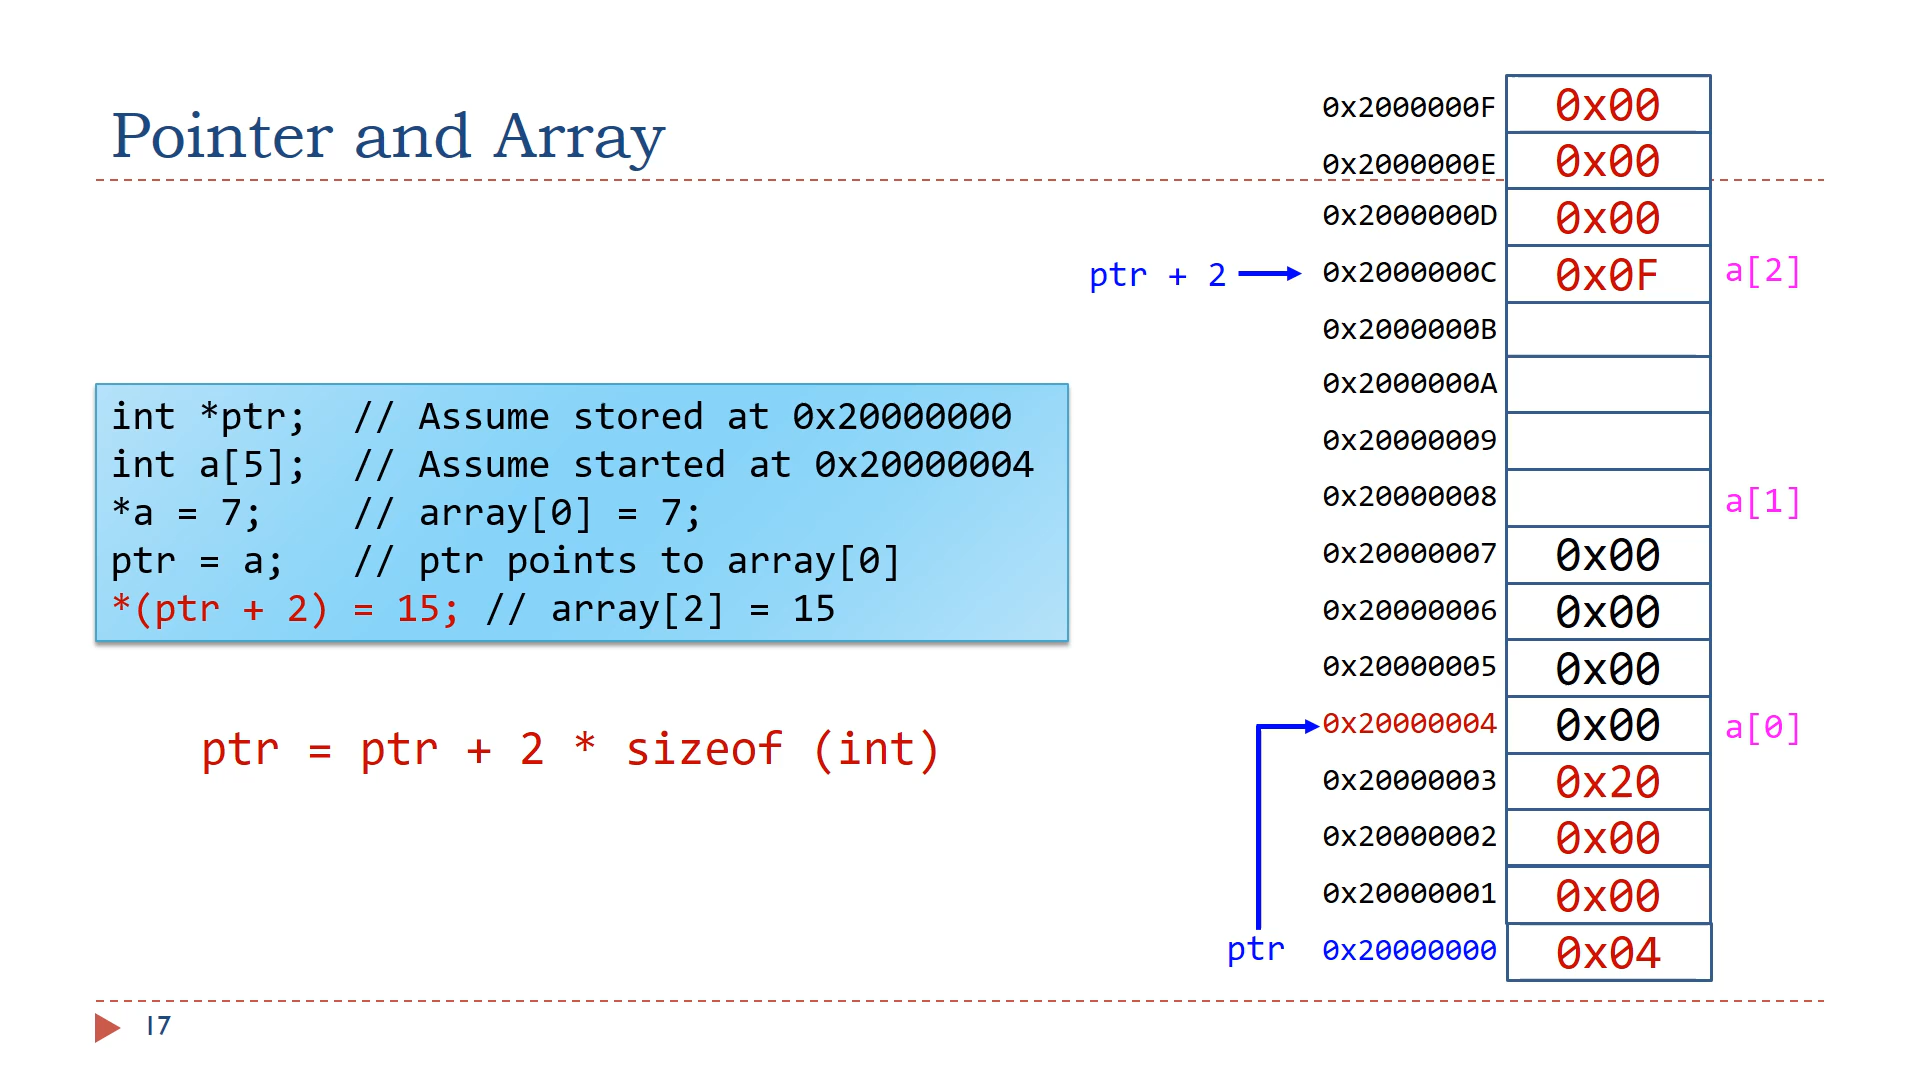 Pointer and Array
int *ptr;  // Assume stored at 0x20000000
int a[5];  // Assume started at 0x20000004
*a = 7;    // array[0] = 7;
ptr = a;   // ptr points to array[0]
*(ptr + 2) = 15; // array[2] = 15
ptr = ptr + 2 * sizeof (int)
0x2000000F 0x00
0x2000000E 0x00
0x2000000D 0x00
ptr + 2 0x2000000C 0x0F a[2]
0x2000000B
0x2000000A
0x20000009
0x20000008 a[1]
0x20000007 0x00
0x20000006 0x00
0x20000005 0x00
0x20000004 0x00 a[0]
0x20000003 0x20
0x20000002 0x00
0x20000001 0x00
ptr 0x20000000 0x04
17